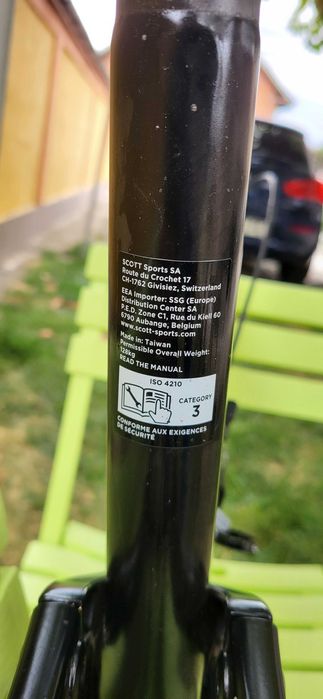 SCOTT Sports SA
Route du Crochet 17
CH-1762 Givisiez, Switzerland
EEA Importer: SSG (Europe)
Distribution Center SA
P.E.D. Zone C1, Rue du Kiell 60
6790 Aubange, Belgium
www.scott-sports.com
Made in: Taiwan
Permissible Overall Weight:
128kg
READ THE MANUAL
ISO 4210
CATEGORY
3
CONFORME AUX EXIGENCES
DE SÉCURITÉ